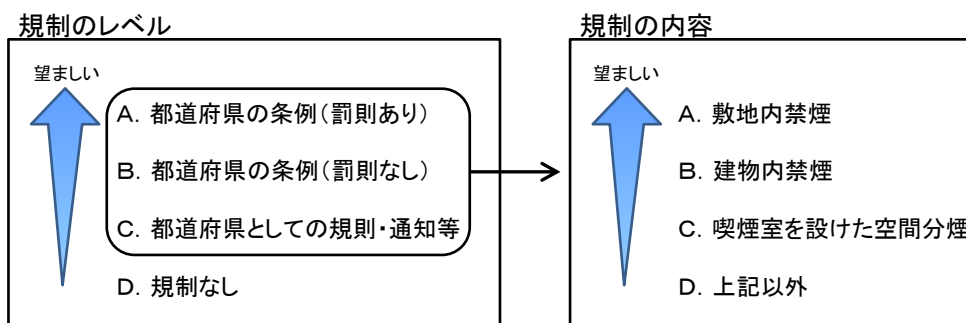 規制のレベル
望ましい
A. 都道府県の条例(罰則あり)
B. 都道府県の条例(罰則なし)
C. 都道府県としての規則・通知等
D. 規制なし
規制の内容
望ましい
A. 敷地内禁煙
B. 建物内禁煙
C. 喫煙室を設けた空間分煙
D. 上記以外